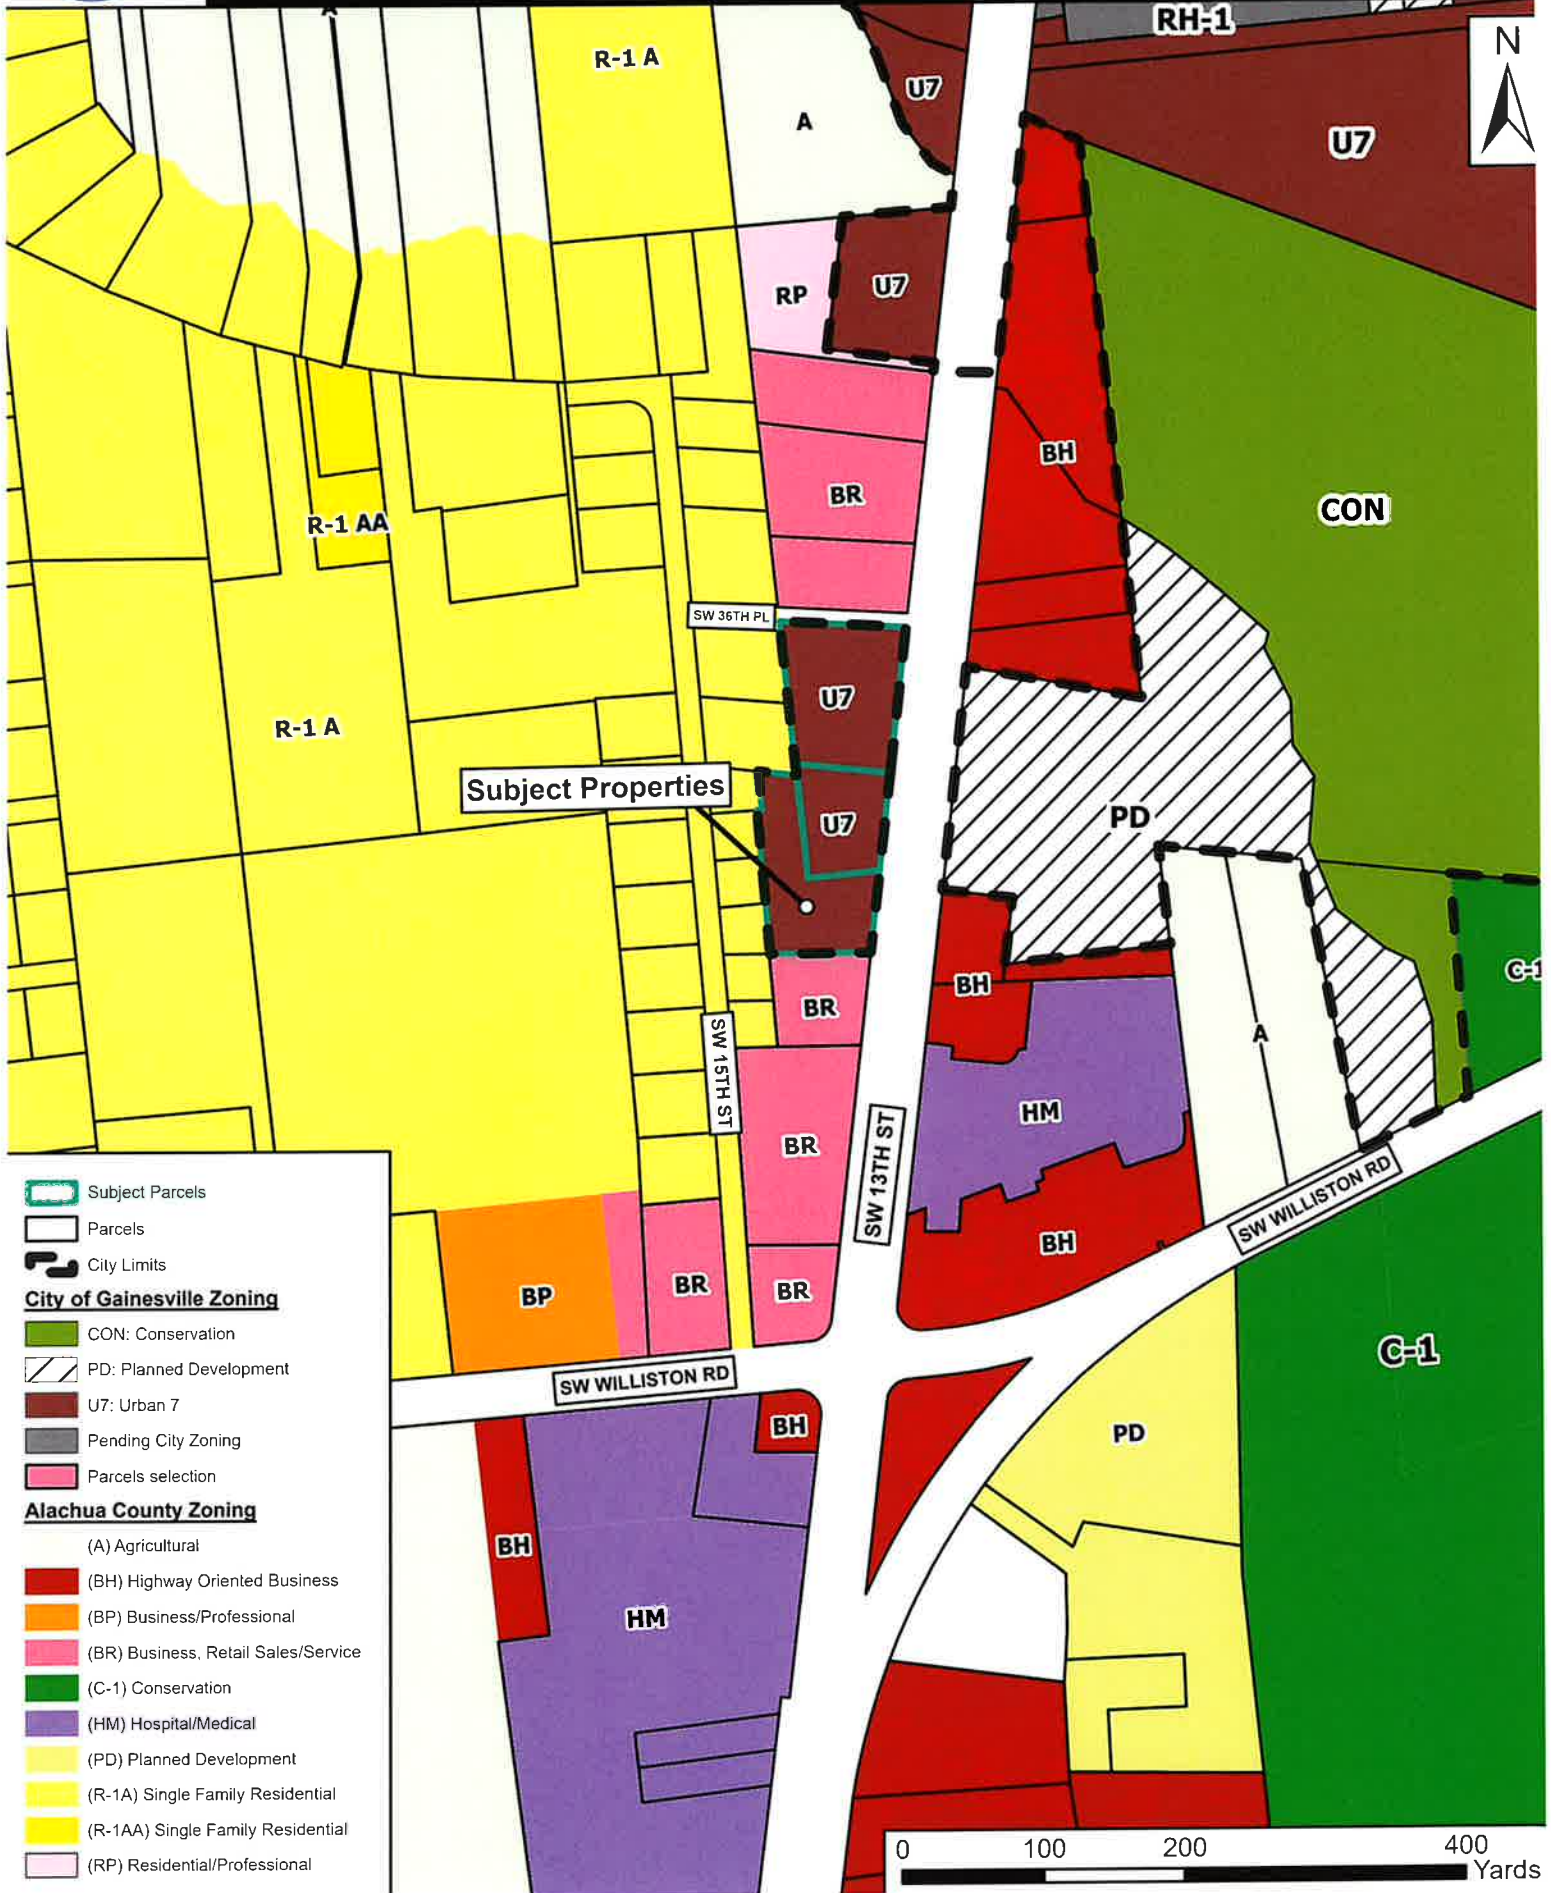 A
R-1 A
RH-1
N
A
U7
U7
RP
U7
BH
BR
CON
R-1 AA
SW 36TH PL
U7
R-1 A
Subject Properties
U7
PD
BH
C-1
BR
A
SW 15TH ST
HM
BR
SW 13TH ST
SW WILLISTON RD
BH
BP
BR
BR
C-1
SW WILLISTON RD
BH
PD
BH
HM
Subject Parcels
Parcels
City Limits
City of Gainesville Zoning
CON: Conservation
PD: Planned Development
U7: Urban 7
Pending City Zoning
Parcels selection
Alachua County Zoning
(A) Agricultural
(BH) Highway Oriented Business
(BP) Business/Professional
(BR) Business, Retail Sales/Service
(C-1) Conservation
(HM) Hospital/Medical
(PD) Planned Development
(R-1A) Single Family Residential
(R-1AA) Single Family Residential
(RP) Residential/Professional
0 100 200 400
Yards